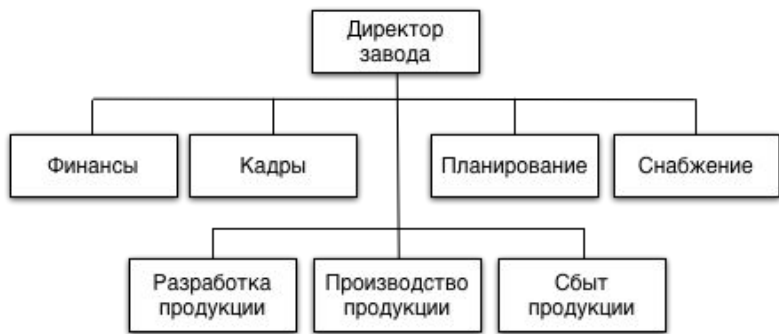 Директор
завода
Финансы
Кадры
Планирование
Снабжение
Разработка
продукции
Производство
продукции
Сбыт
продукции